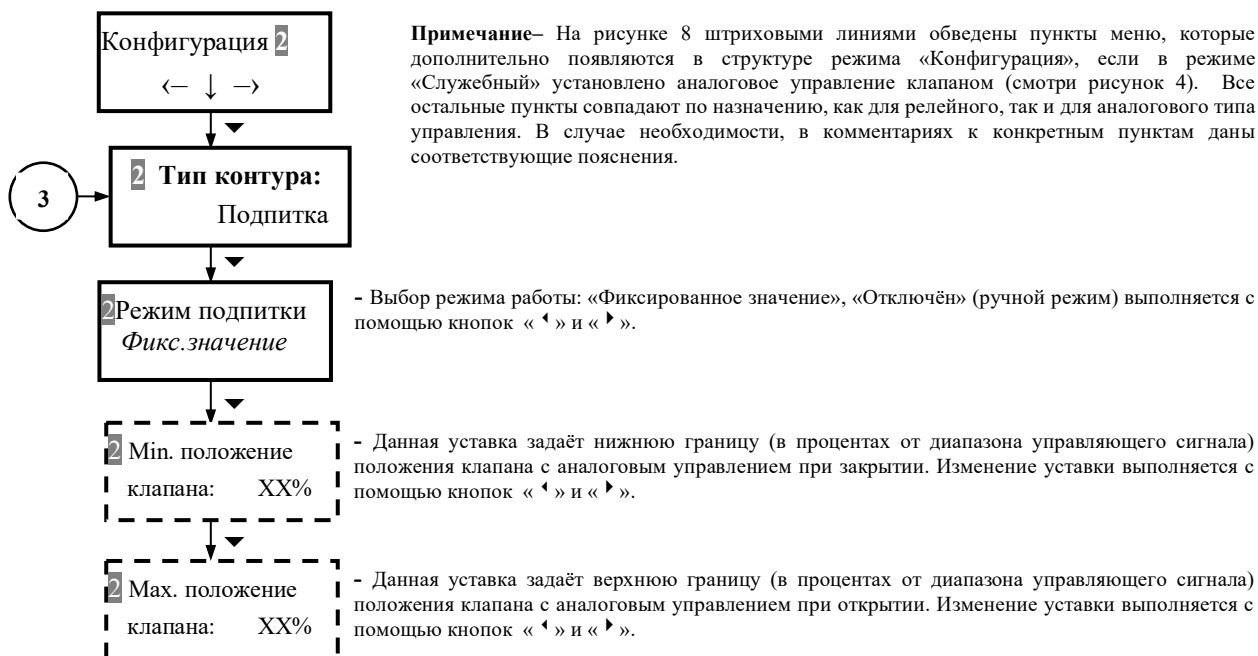 Конфигурация 2
‹– ↓ –›
Примечание– На рисунке 8 штриховыми линиями обведены пункты меню, которые
дополнительно появляются в структуре режима «Конфигурация», если в режиме
«Служебный» установлено аналоговое управление клапаном (смотри рисунок 4). Все
остальные пункты совпадают по назначению, как для релейного, так и для аналогового типа
управления. В случае необходимости, в комментариях к конкретным пунктам даны
соответствующие пояснения.
3
2 Тип контура:
Подпитка
2Режим подпитки
Фикс.значение
- Выбор режима работы: «Фиксированное значение», «Отключён» (ручной режим) выполняется с
помощью кнопок «◂» и «▸».
2 Min. положение
клапана: XX%
- Данная уставка задаёт нижнюю границу (в процентах от диапазона управляющего сигнала)
положения клапана с аналоговым управлением при закрытии. Изменение уставки выполняется с
помощью кнопок «◂» и «▸».
2 Max. положение
клапана: XX%
- Данная уставка задаёт верхнюю границу (в процентах от диапазона управляющего сигнала)
положения клапана с аналоговым управлением при открытии. Изменение уставки выполняется с
помощью кнопок «◂» и «▸».